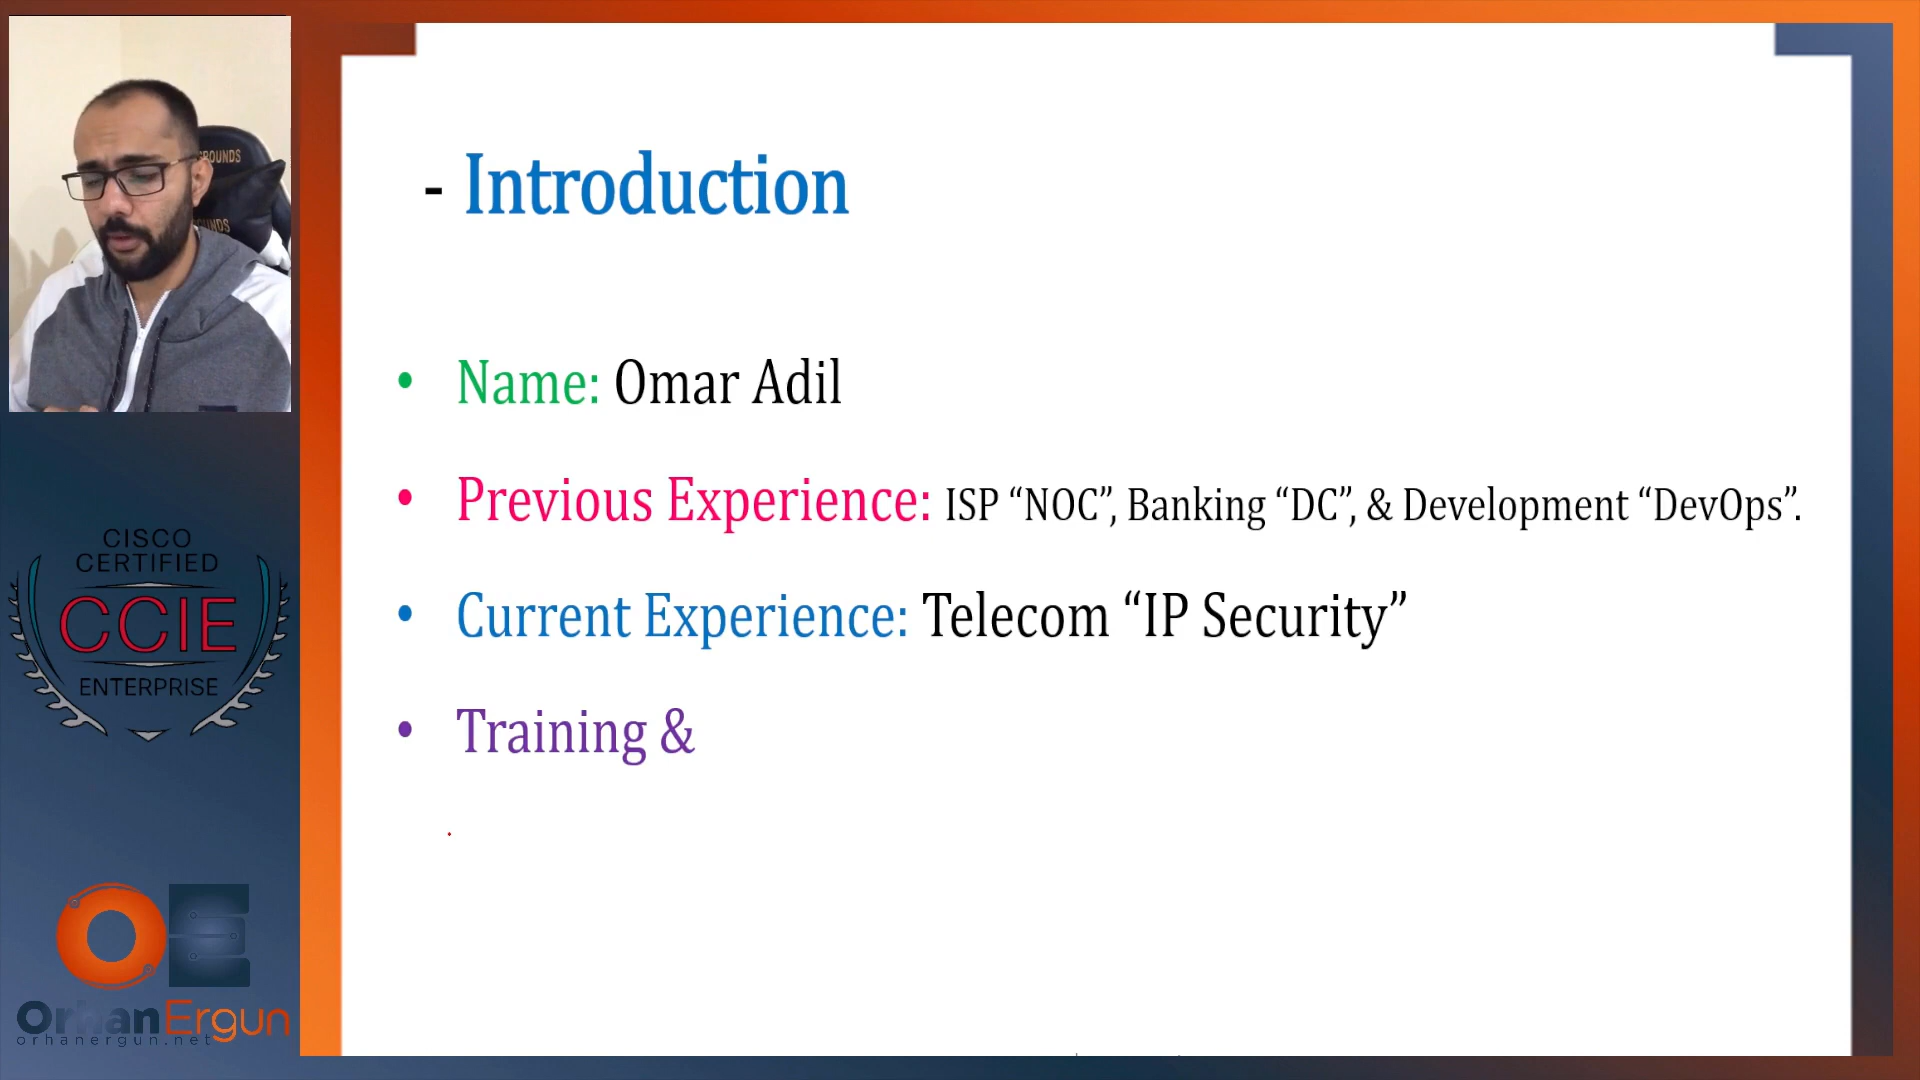 - Introduction
• Name: Omar Adil
• Previous Experience: ISP “NOC”, Banking “DC”, & Development “DevOps”.
• Current Experience: Telecom “IP Security”
• Training &
CISCO
CERTIFIED
CCIE
ENTERPRISE
OE
OrhanErgun
orhanergun.net